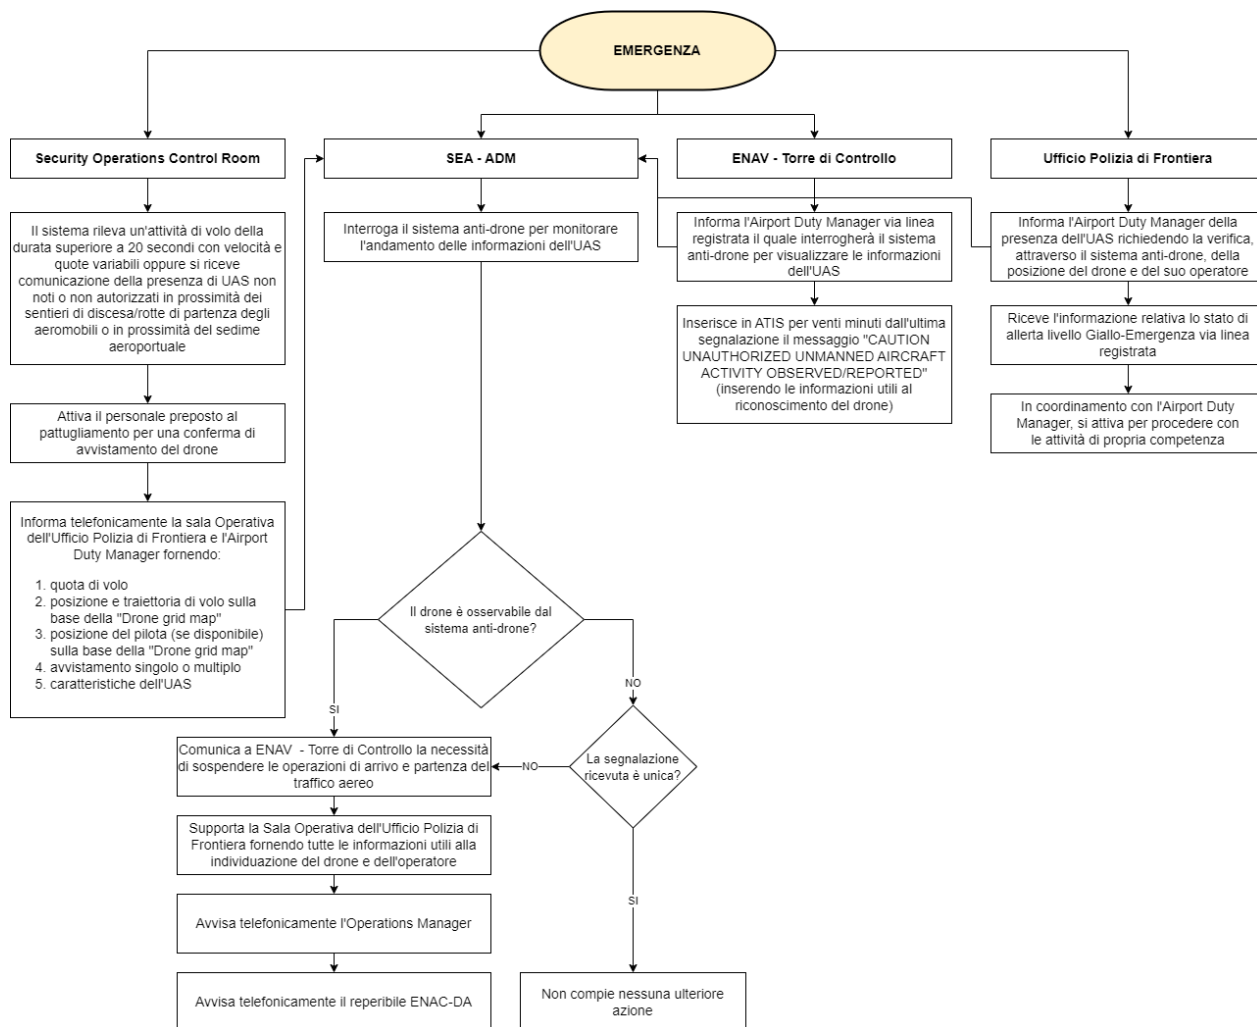 EMERGENZA
Security Operations Control Room
SEA - ADM
ENAV - Torre di Controllo
Ufficio Polizia di Frontiera
Il sistema rileva un'attività di volo della
durata superiore a 20 secondi con velocità e
quote variabili oppure si riceve
comunicazione della presenza di UAS non
noti o non autorizzati in prossimità dei
sentieri di discesa/rotte di partenza degli
aeromobili o in prossimità del sedime
aeroportuale
Interroga il sistema anti-drone per monitorare
l'andamento delle informazioni dell'UAS
Informa l'Airport Duty Manager via linea
registrata il quale interrogherà il sistema
anti-drone per visualizzare le informazioni
dell'UAS
Informa l'Airport Duty Manager della
presenza dell'UAS richiedendo la verifica,
attraverso il sistema anti-drone, della
posizione del drone e del suo operatore
Inserisce in ATIS per venti minuti dall'ultima
segnalazione il messaggio "CAUTION
UNAUTHORIZED UNMANNED AIRCRAFT
ACTIVITY OBSERVED/REPORTED"
(inserendo le informazioni utili al
riconoscimento del drone)
Riceve l'informazione relativa lo stato di
allerta livello Giallo-Emergenza via linea
registrata
In coordinamento con l'Airport Duty
Manager, si attiva per procedere con
le attività di propria competenza
Attiva il personale preposto al
pattugliamento per una conferma di
avvistamento del drone
Informa telefonicamente la sala Operativa
dell'Ufficio Polizia di Frontiera e l'Airport
Duty Manager fornendo:
1. quota di volo
2. posizione e traiettoria di volo sulla
base della "Drone grid map"
3. posizione del pilota (se disponibile)
sulla base della "Drone grid map"
4. avvistamento singolo o multiplo
5. caratteristiche dell'UAS
Il drone è osservabile dal
sistema anti-drone?
SI
NO
Comunica a ENAV - Torre di Controllo la necessità
di sospendere le operazioni di arrivo e partenza del
traffico aereo
NO
La segnalazione
ricevuta è unica?
Supporta la Sala Operativa dell'Ufficio Polizia di
Frontiera fornendo tutte le informazioni utili alla
individuazione del drone e dell'operatore
SI
Avvisa telefonicamente l'Operations Manager
Avvisa telefonicamente il reperibile ENAC-DA
Non compie nessuna ulteriore
azione